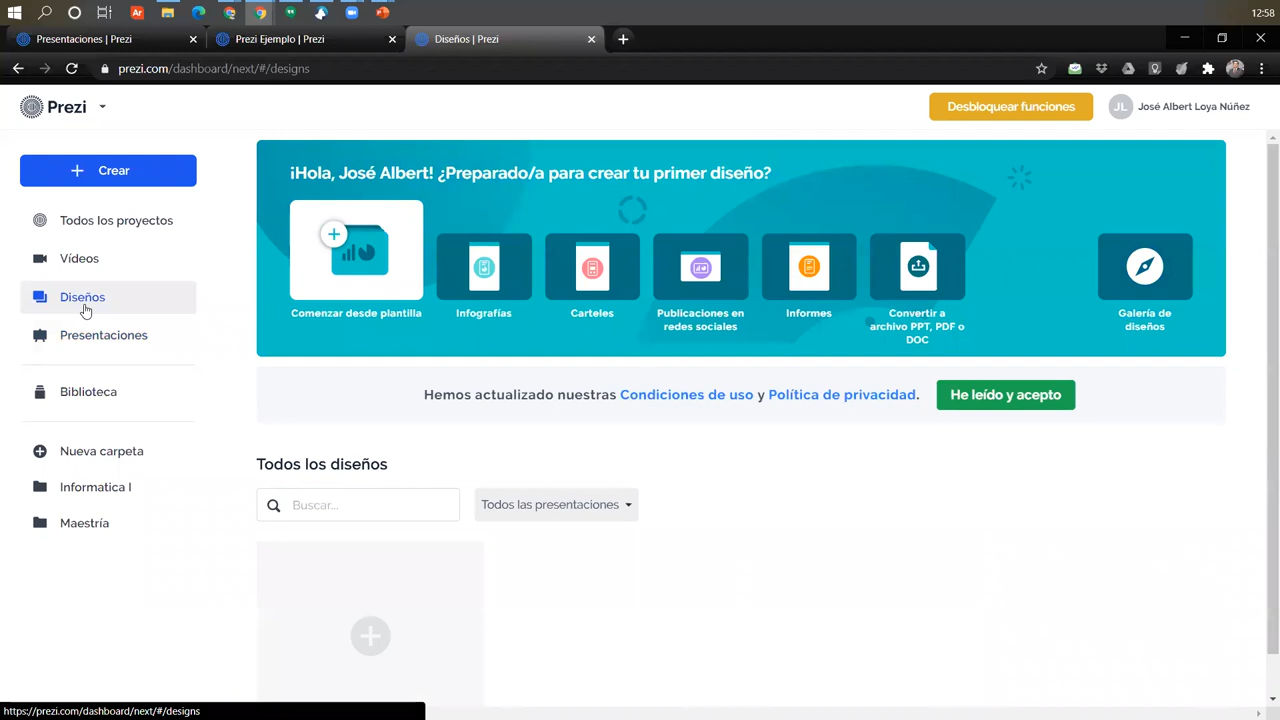 12:58
Presentaciones | Prezi
Prezi Ejemplo | Prezi
Diseños | Prezi
prezi.com/dashboard/next/#/designs
Prezi
Desbloquear funciones
JL
José Albert Loya Núñez
Crear
¡Hola, José Albert! ¿Preparado/a para crear tu primer diseño?
Todos los proyectos
Vídeos
Diseños
Presentaciones
Biblioteca
Nueva carpeta
Informatica I
Maestría
Comenzar desde plantilla
Infografías
Carteles
Publicaciones en
redes sociales
Informes
Convertir a
archivo PPT, PDF o
DOC
Galería de
diseños
Hemos actualizado nuestras Condiciones de uso y Política de privacidad.
He leído y acepto
Todos los diseños
Buscar...
Todas las presentaciones
https://prezi.com/dashboard/next/#/designs